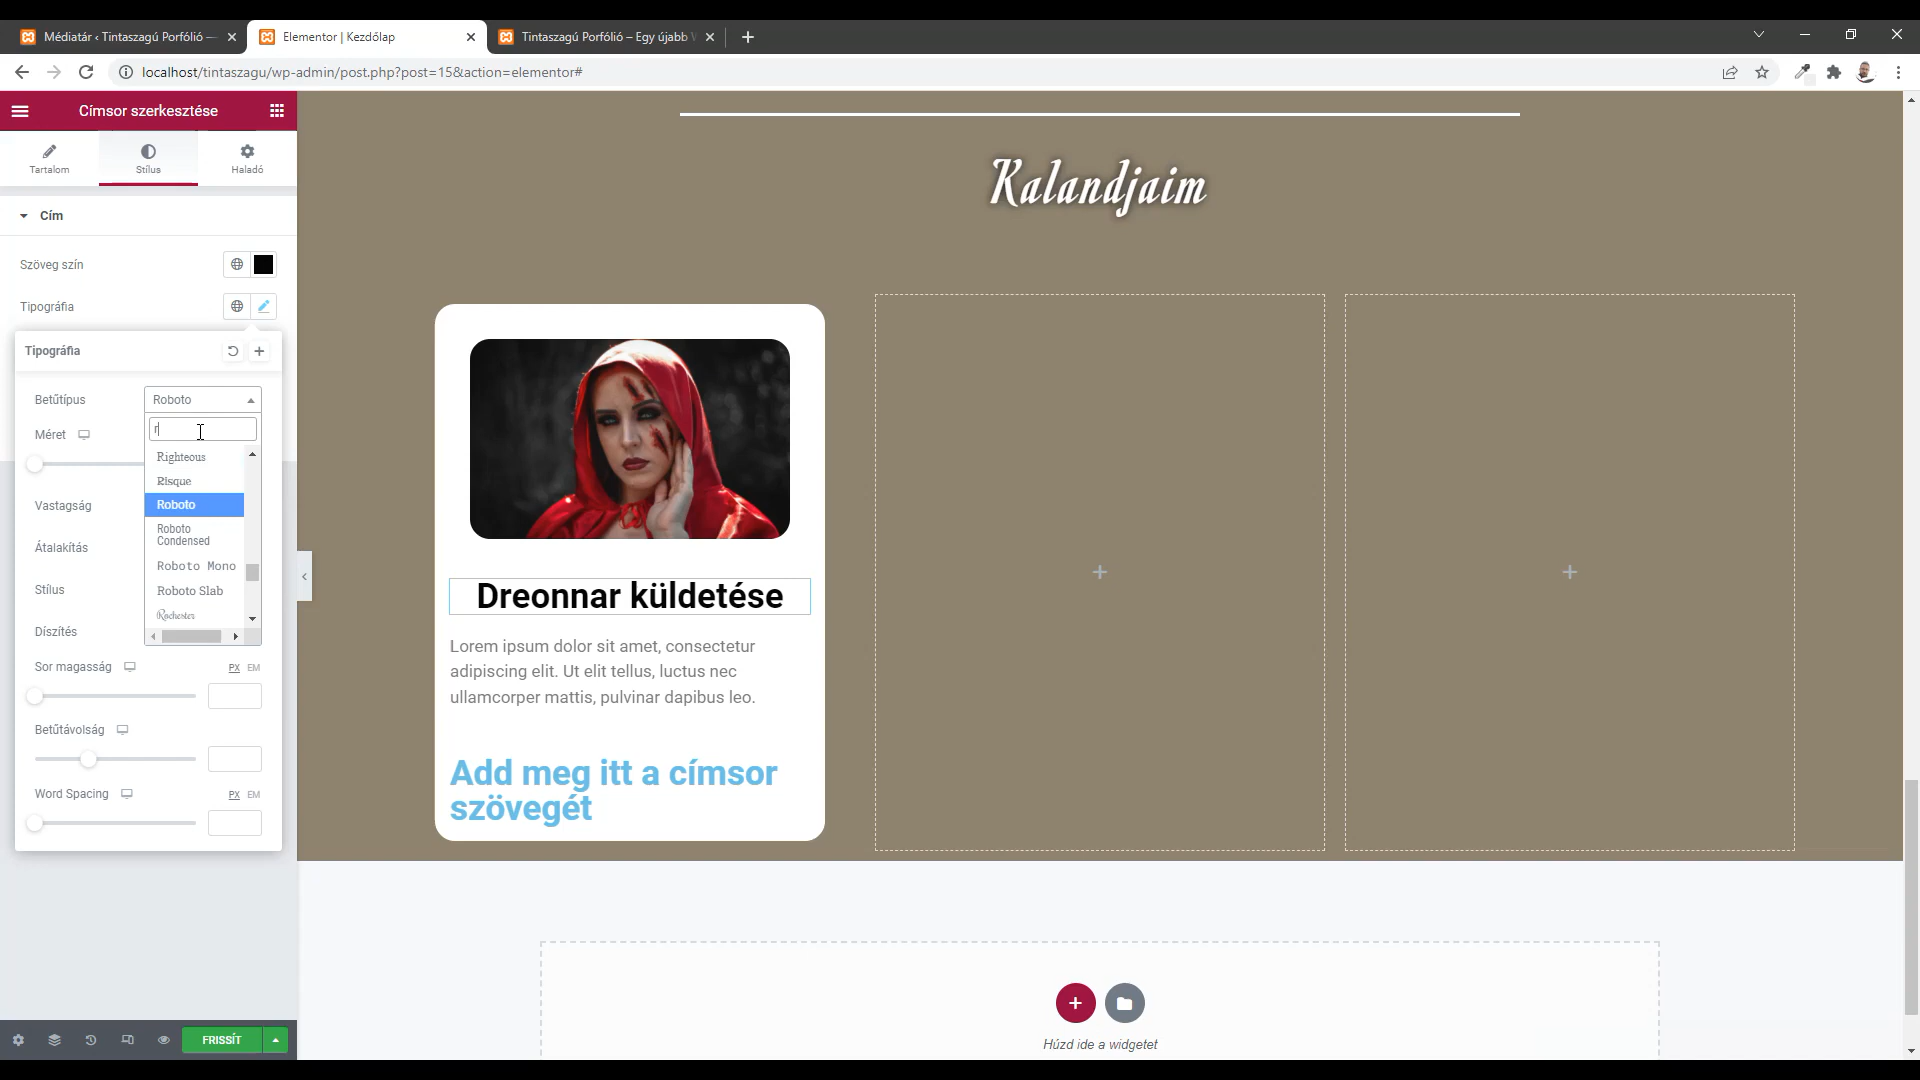 Médiatár ‹ Tintaszagú Porfólió —
Elementor | Kezdőlap
Tintaszagú Porfólió – Egy újabb W
localhost/tintaszagu/wp-admin/post.php?post=15&action=elementor#
Címsor szerkesztése
Tartalom
Stílus
Haladó
Cím
Szöveg szín
Tipográfia
Tipográfia
Betűtípus
Roboto
r
Méret
Righteous
Risque
Roboto
Roboto
Condensed
Roboto Mono
Roboto Slab
Rochester
Vastagság
Átalakítás
Stílus
Díszítés
Sor magasság
PX EM
Betűtávolság
Word Spacing
PX EM
FRISSÍT
Kalandjaim
Dreonnar küldetése
Lorem ipsum dolor sit amet, consectetur
adipiscing elit. Ut elit tellus, luctus nec
ullamcorper mattis, pulvinar dapibus leo.
Add meg itt a címsor
szövegét
Húzd ide a widgetet